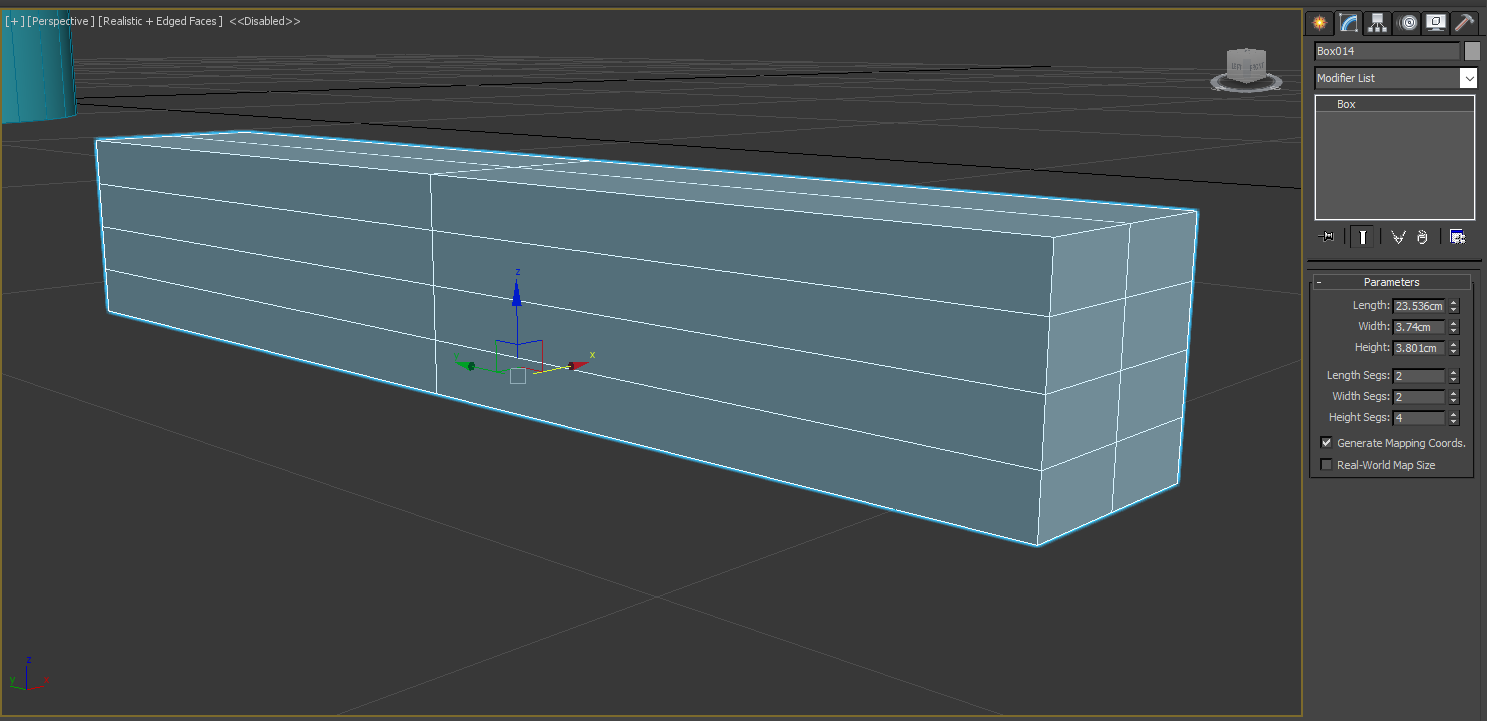 [+][Perspective][Realistic + Edged Faces] <<Disabled>>
Box014
Modifier List
Box
- Parameters
Length: 23.536cm
Width: 3.74cm
Height: 3.801cm
Length Segs: 2
Width Segs: 2
Height Segs: 4
Generate Mapping Coords.
Real-World Map Size
z
x
z
y